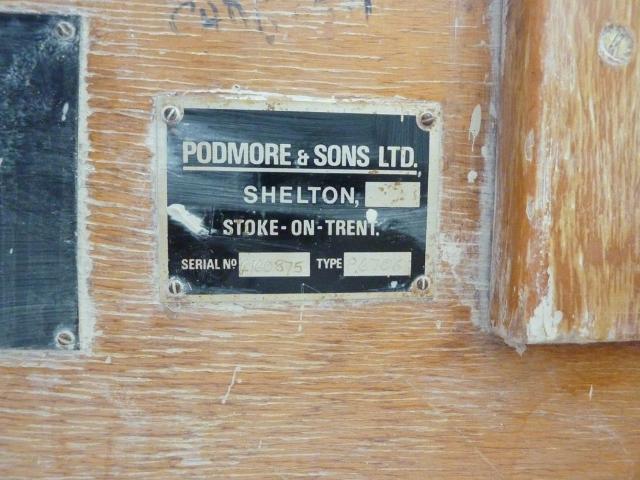 PODMORE & SONS LTD.,
SHELTON,
STOKE-ON-TRENT.
SERIAL Nº TYPE